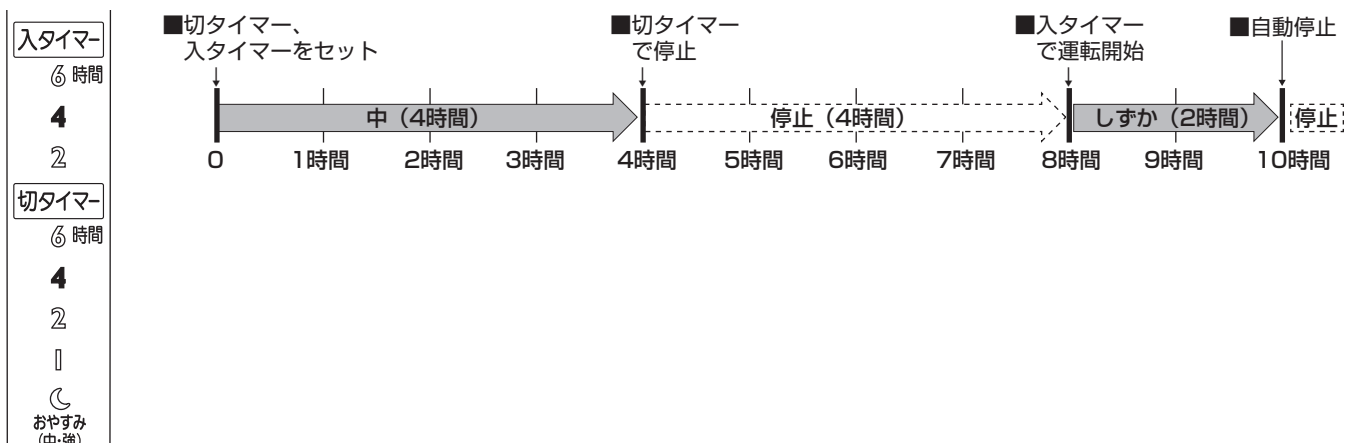 入タイマー
6 時間
4
2
切タイマー
6 時間
4
2
1
おやすみ
(中・強)
■切タイマー、
入タイマーをセット
■切タイマー
で停止
■入タイマー
で運転開始
■自動停止
中（4時間）
停止（4時間）
しずか（2時間）
停止
0 1時間 2時間 3時間 4時間 5時間 6時間 7時間 8時間 9時間 10時間